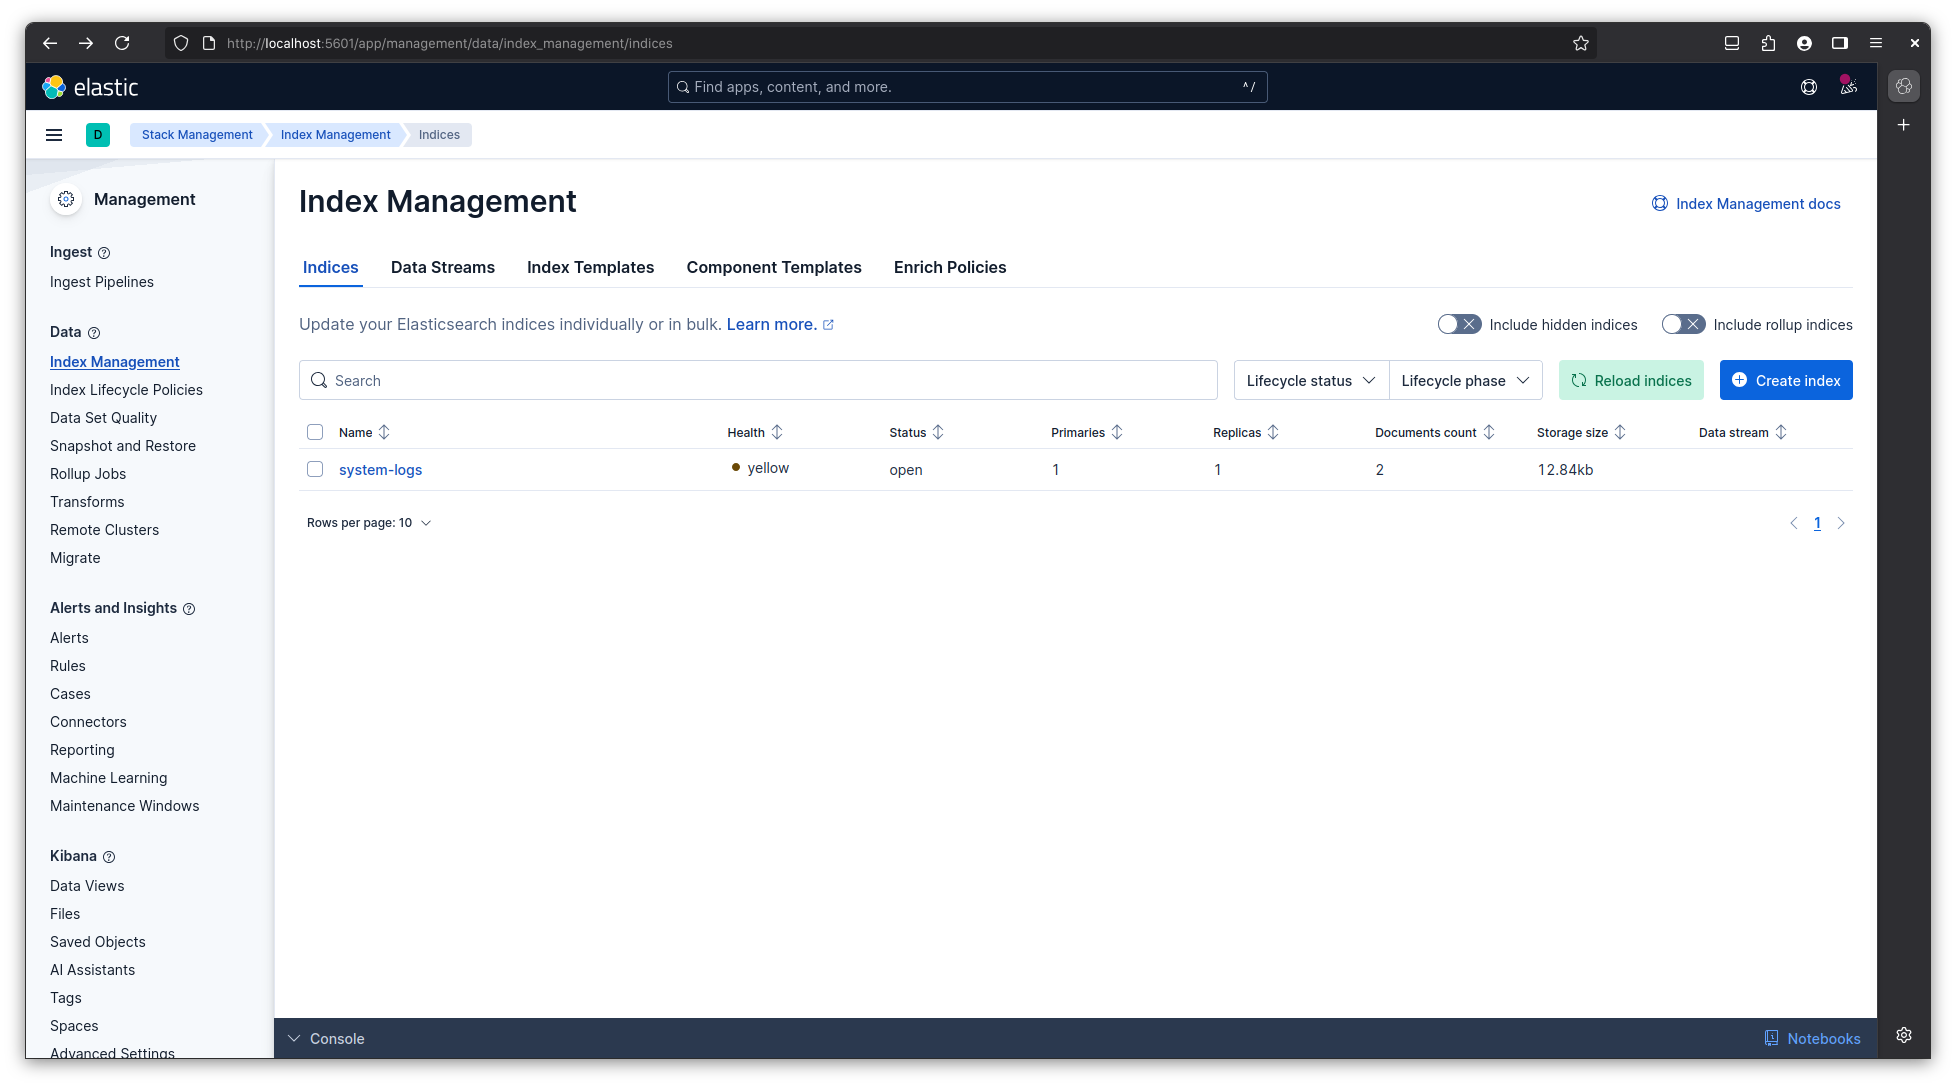 http://localhost:5601/app/management/data/index_management/indices
elastic
Find apps, content, and more.
^ /
D
Stack Management
Index Management
Indices
Management
Ingest
Ingest Pipelines
Data
Index Management
Index Lifecycle Policies
Data Set Quality
Snapshot and Restore
Rollup Jobs
Transforms
Remote Clusters
Migrate
Alerts and Insights
Alerts
Rules
Cases
Connectors
Reporting
Machine Learning
Maintenance Windows
Kibana
Data Views
Files
Saved Objects
AI Assistants
Tags
Spaces
Advanced Settings
Index Management
Index Management docs
Indices Data Streams Index Templates Component Templates Enrich Policies
Update your Elasticsearch indices individually or in bulk. Learn more.
Include hidden indices Include rollup indices
Search
Lifecycle status Lifecycle phase Reload indices Create index
Name Health Status Primaries Replicas Documents count Storage size Data stream
system-logs yellow open 1 1 2 12.84kb
Rows per page: 10
1
Console
Notebooks